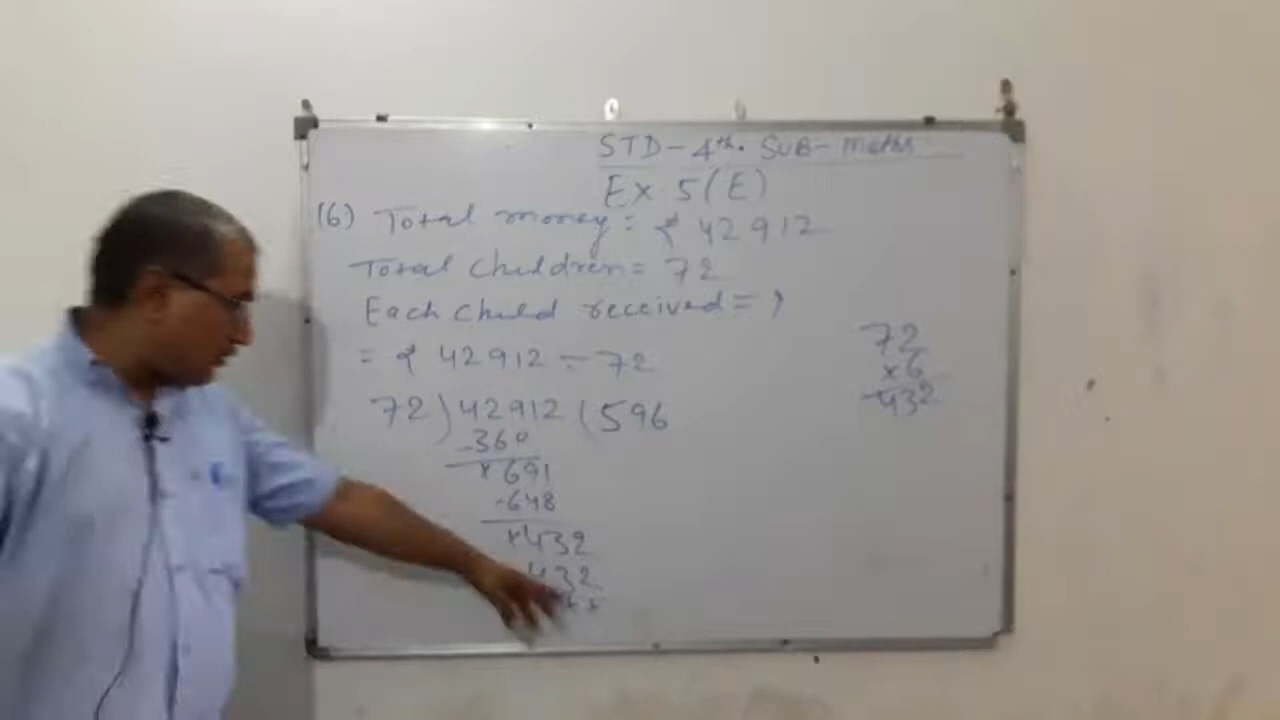 STD - 4th. SUB - Maths
Ex. 5(E)
(6) Total money = ₹ 42912
Total children = 72
Each child received = ?
= ₹ 42912 ÷ 72
72 ) 42912 ( 596
-360
×691
-648
×432
432
× ×
72
×6
432